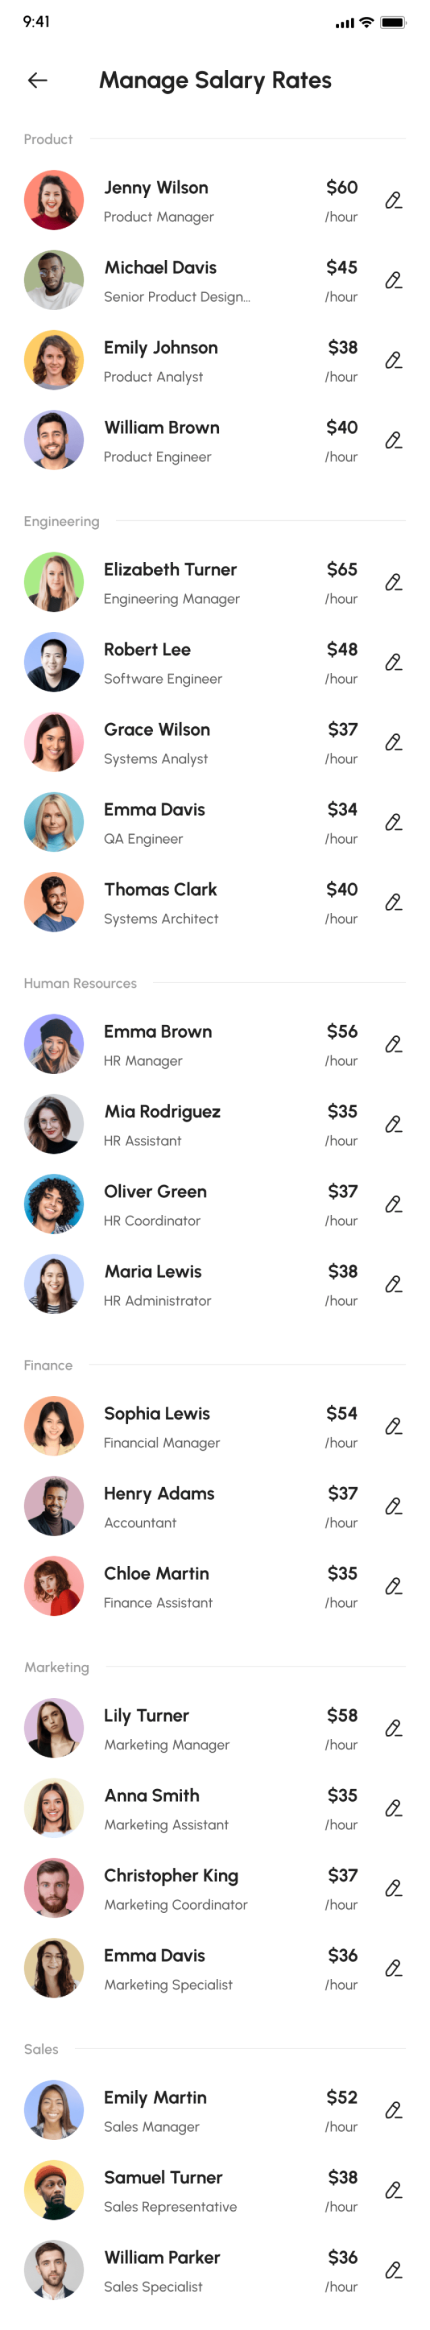 9:41
Manage Salary Rates
Product
Jenny Wilson $60
Product Manager /hour
Michael Davis $45
Senior Product Design... /hour
Emily Johnson $38
Product Analyst /hour
William Brown $40
Product Engineer /hour
Engineering
Elizabeth Turner $65
Engineering Manager /hour
Robert Lee $48
Software Engineer /hour
Grace Wilson $37
Systems Analyst /hour
Emma Davis $34
QA Engineer /hour
Thomas Clark $40
Systems Architect /hour
Human Resources
Emma Brown $56
HR Manager /hour
Mia Rodriguez $35
HR Assistant /hour
Oliver Green $37
HR Coordinator /hour
Maria Lewis $38
HR Administrator /hour
Finance
Sophia Lewis $54
Financial Manager /hour
Henry Adams $37
Accountant /hour
Chloe Martin $35
Finance Assistant /hour
Marketing
Lily Turner $58
Marketing Manager /hour
Anna Smith $35
Marketing Assistant /hour
Christopher King $37
Marketing Coordinator /hour
Emma Davis $36
Marketing Specialist /hour
Sales
Emily Martin $52
Sales Manager /hour
Samuel Turner $38
Sales Representative /hour
William Parker $36
Sales Specialist /hour